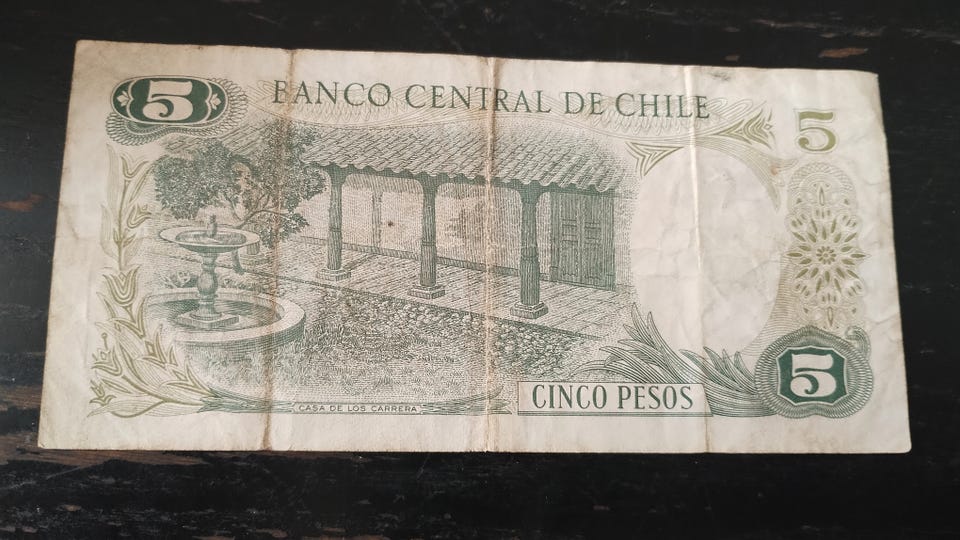 5
BANCO CENTRAL DE CHILE
5
CASA DE LOS CARRERA
CINCO PESOS
5